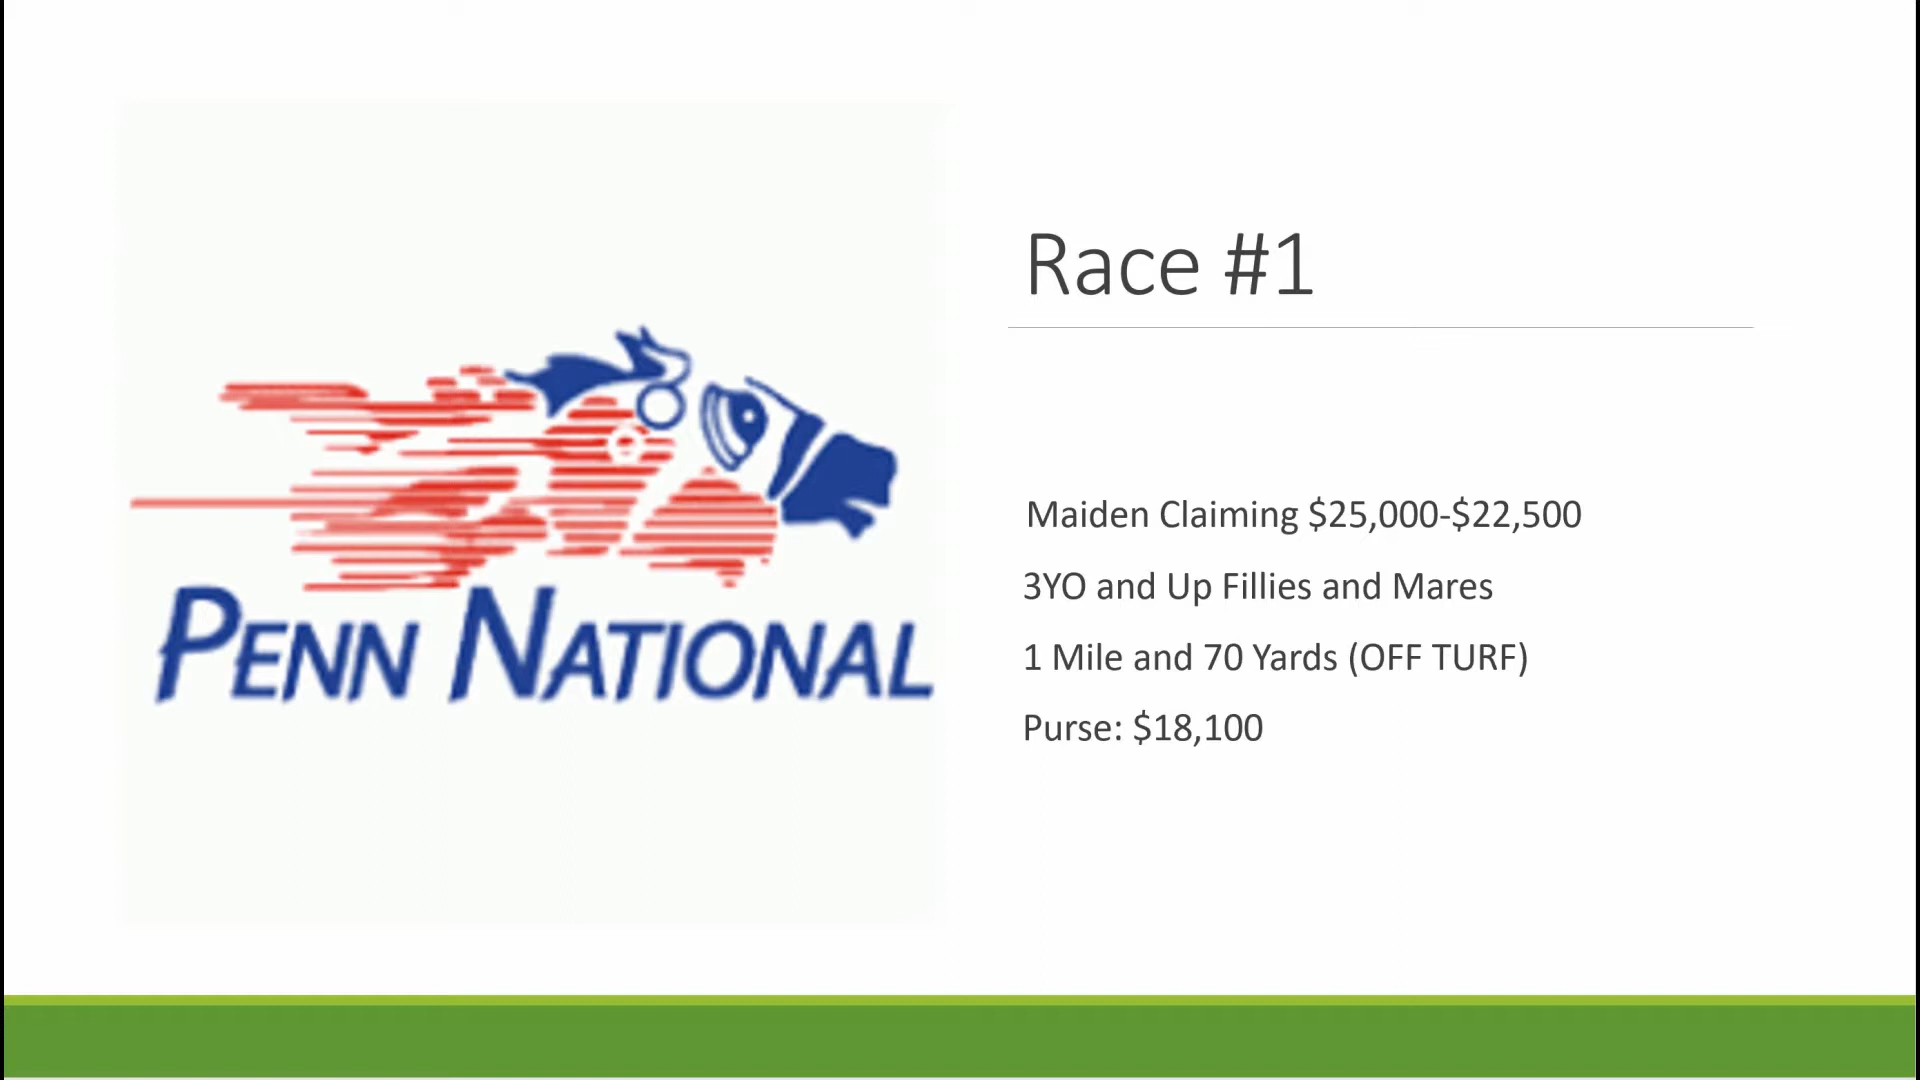 PENN NATIONAL
Race #1
Maiden Claiming $25,000-$22,500
3YO and Up Fillies and Mares
1 Mile and 70 Yards (OFF TURF)
Purse: $18,100